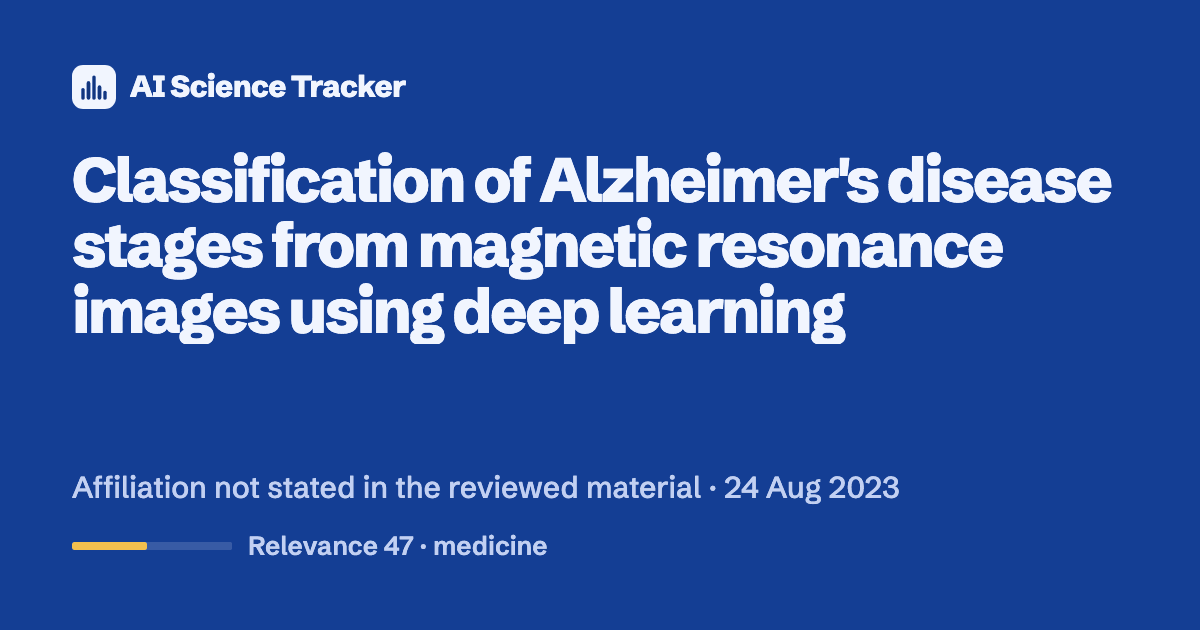 AI Science Tracker
Classification of Alzheimer's disease
stages from magnetic resonance
images using deep learning
Affiliation not stated in the reviewed material · 24 Aug 2023
Relevance 47 · medicine